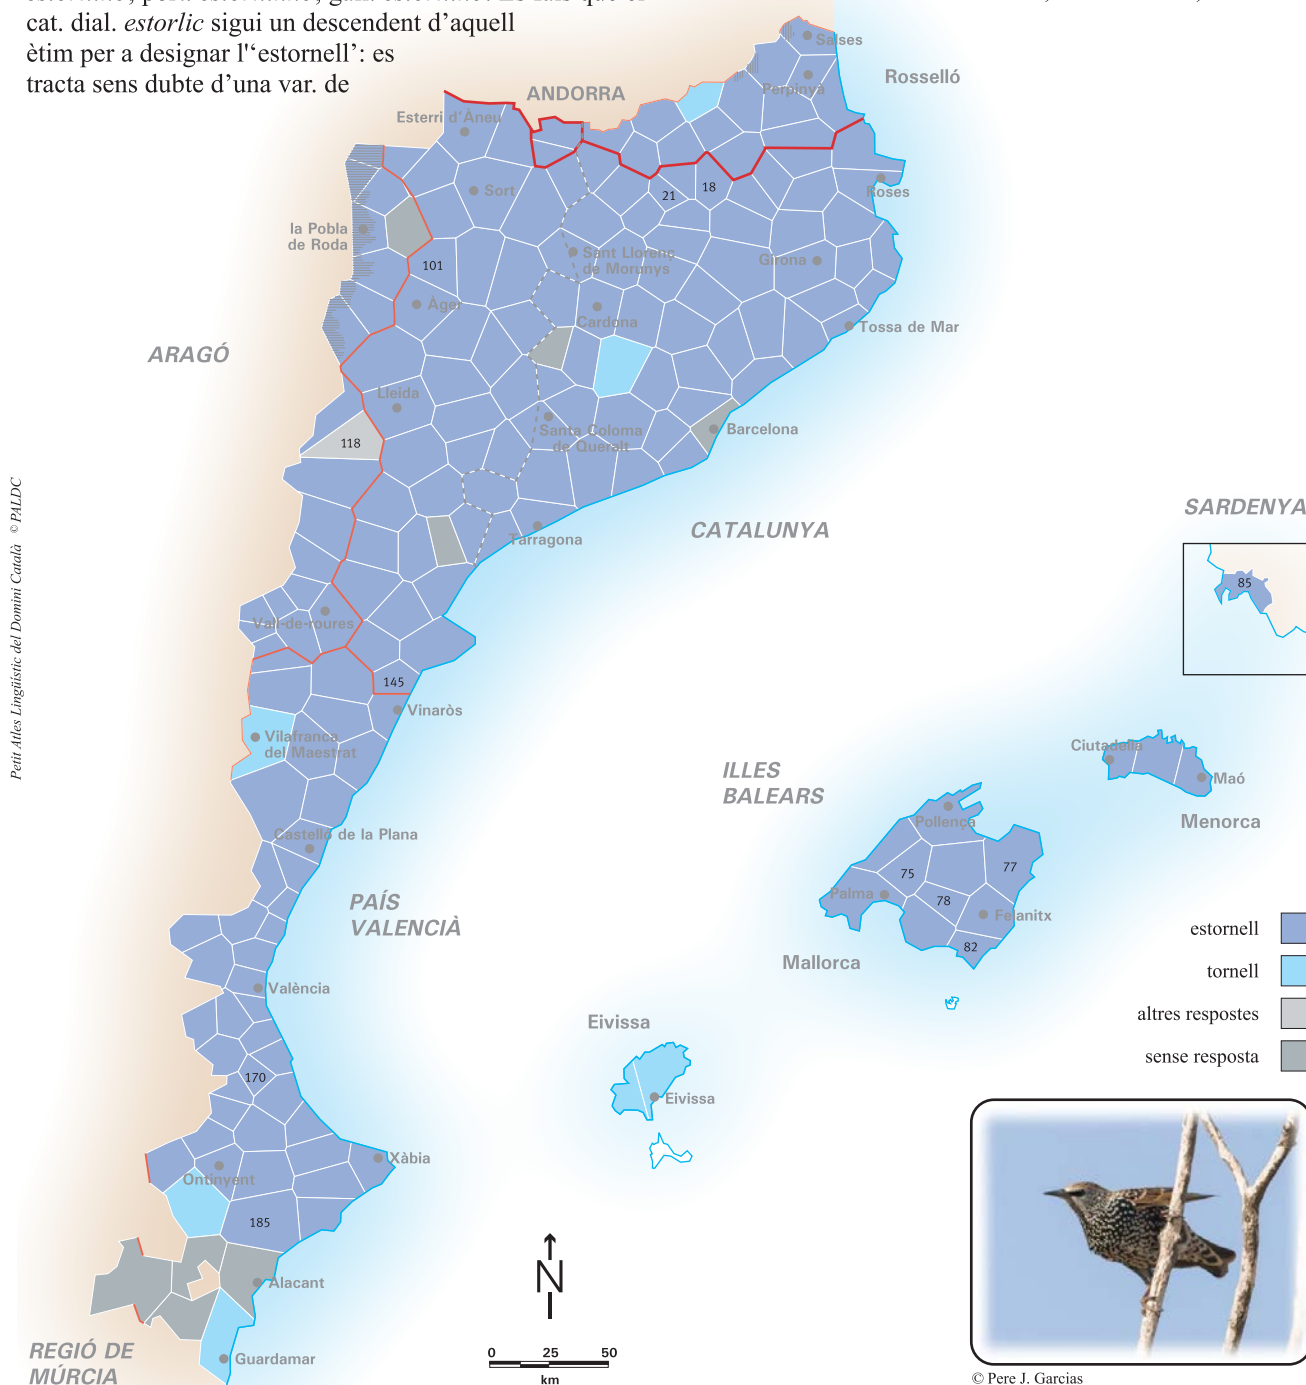 cat. dial. estorlic sigui un descendent d’aquell
ètim per a designar l'‘estornell’: es
tracta sens dubte d’una var. de
Salses
Rosselló
Perpinyà
ANDORRA
Esterri d’Àneu
Sort
21
18
Roses
la Pobla
de Roda
101
Sant Llorenç
de Morunys
Girona
Àger
Cardona
Tossa de Mar
ARAGÓ
Lleida
118
Santa Coloma
de Queralt
Barcelona
Petit Atles Lingüístic del Domini Català © PALDC
Tarragona
CATALUNYA
SARDENYA
85
Vall-de-roures
145
Vinaròs
Vilafranca
del Maestrat
ILLES
BALEARS
Ciutadella
Maó
Menorca
Castelló de la Plana
Pollença
75
77
Palma
78
Felanitx
82
Mallorca
PAÍS
VALENCIÀ
estornell
tornell
altres respostes
sense resposta
València
Eivissa
170
Eivissa
Xàbia
Ontinyent
185
Alacant
N
REGIÓ DE
MÚRCIA
Guardamar
0 25 50
km
© Pere J. Garcias